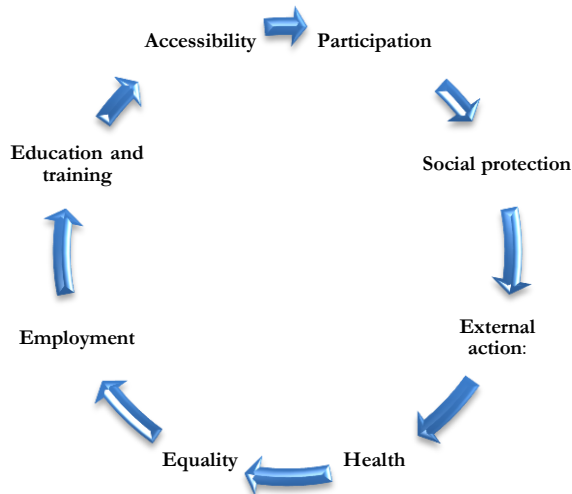 Accessibility
Participation
Social protection
External
action:
Health
Equality
Employment
Education and
training